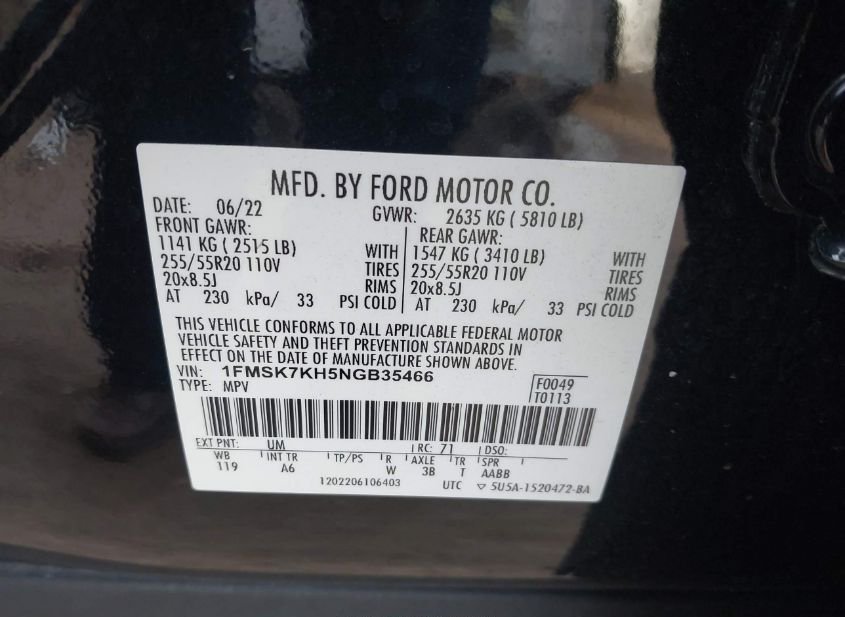 MFD. BY FORD MOTOR CO.
DATE: 06/22 GVWR: 2635 KG ( 5810 LB)
FRONT GAWR: REAR GAWR:
1141 KG ( 2515 LB) WITH 1547 KG ( 3410 LB) WITH
255/55R20 110V TIRES 255/55R20 110V TIRES
20x8.5J RIMS 20x8.5J RIMS
AT 230 kPa/ 33 PSI COLD AT 230 kPa/ 33 PSI COLD
THIS VEHICLE CONFORMS TO ALL APPLICABLE FEDERAL MOTOR
VEHICLE SAFETY AND THEFT PREVENTION STANDARDS IN
EFFECT ON THE DATE OF MANUFACTURE SHOWN ABOVE.
VIN: 1FMSK7KH5NGB35466
TYPE: MPV
F0049
T0113
EXT PNT: UM RC: 71 DSO:
WB INT TR TP/PS R AXLE TR SPR
119 A6 W 3B T AABB
1202206106403 UTC ▽ 5U5A-1520472-BA